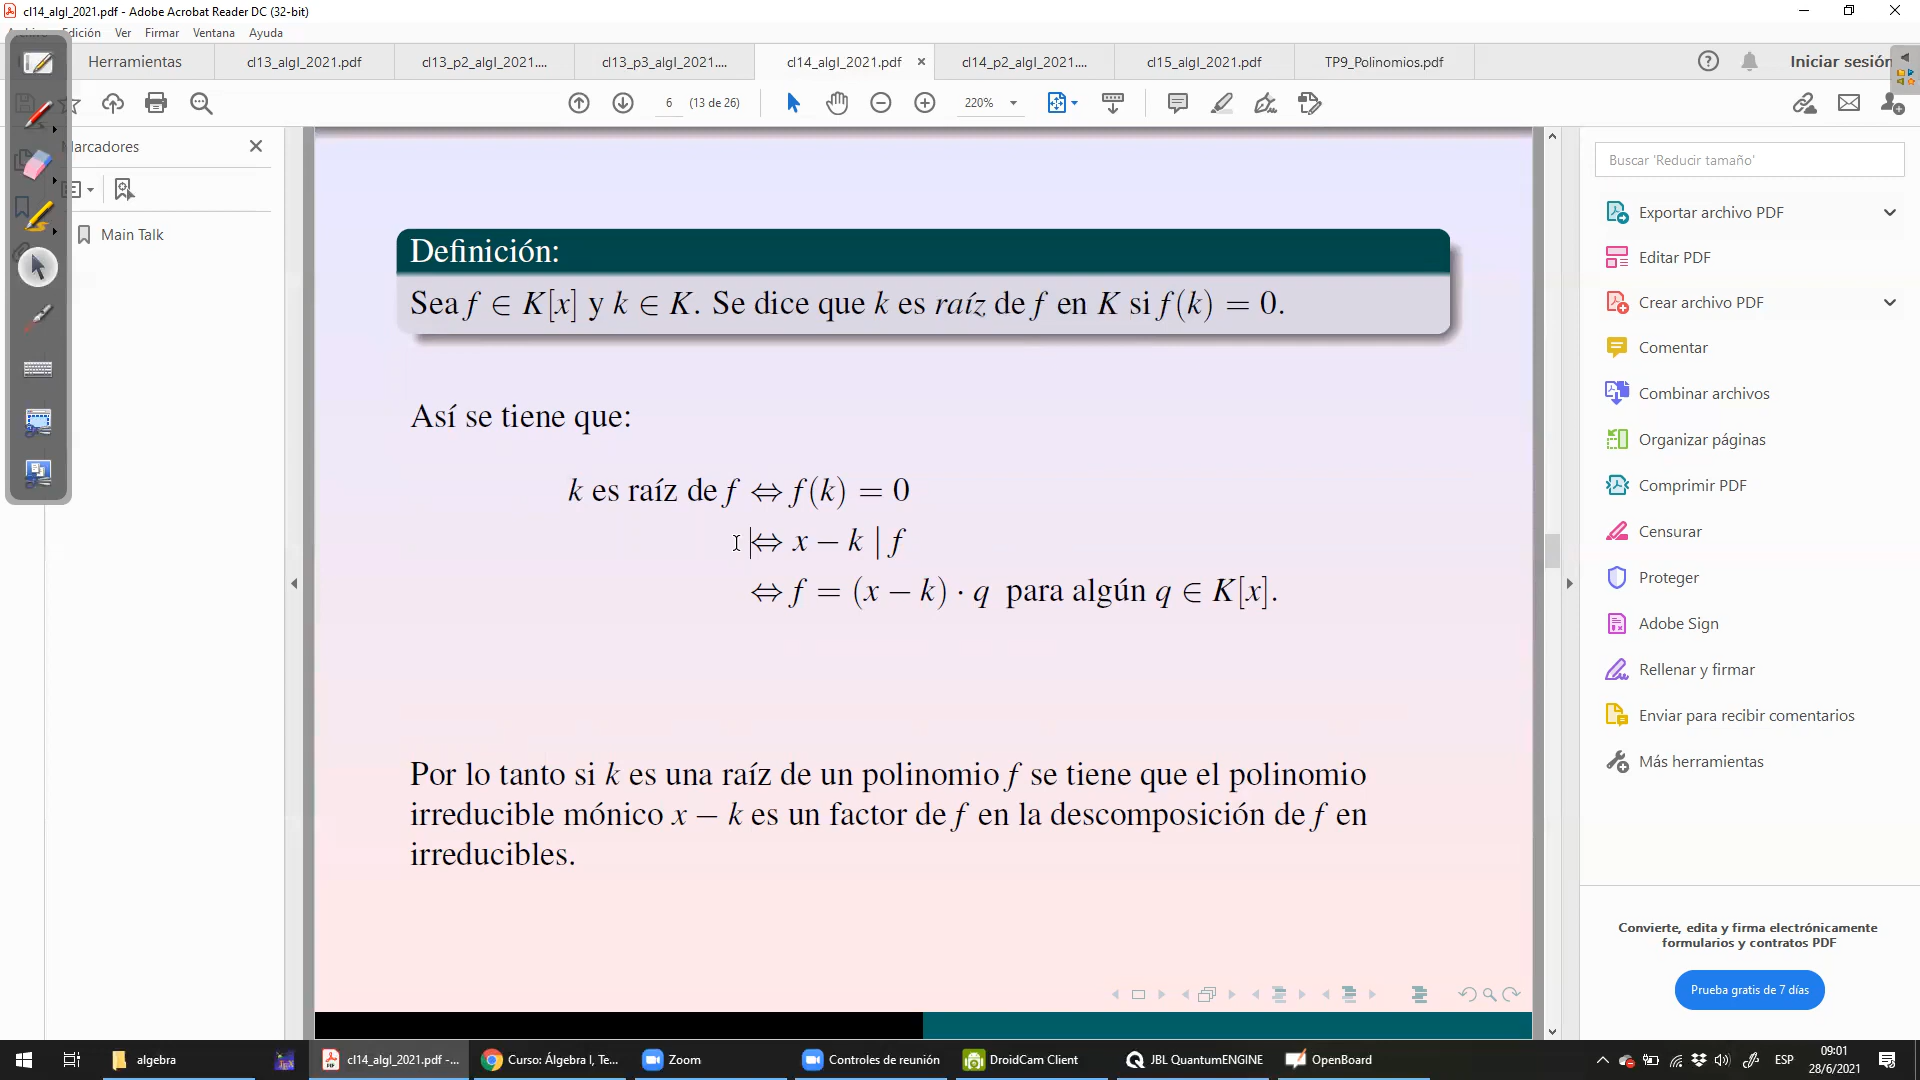 cl14_algI_2021.pdf - Adobe Acrobat Reader DC (32-bit)
Edición Ver Firmar Ventana Ayuda
Herramientas cl13_algI_2021.pdf cl13_p2_algI_2021.... cl13_p3_algI_2021.... cl14_algI_2021.pdf cl14_p2_algI_2021.... cl15_algI_2021.pdf TP9_Polinomios.pdf Iniciar sesión
6 (13 de 26) 220%
Marcadores
Main Talk
Definición:
Sea f ∈ K[x] y k ∈ K. Se dice que k es raíz de f en K si f(k) = 0.
Así se tiene que:
k es raíz de f ⇔ f(k) = 0
⇔ x − k | f
⇔ f = (x − k) · q para algún q ∈ K[x].
Por lo tanto si k es una raíz de un polinomio f se tiene que el polinomio
irreducible mónico x − k es un factor de f en la descomposición de f en
irreducibles.
Buscar 'Reducir tamaño'
Exportar archivo PDF
Editar PDF
Crear archivo PDF
Comentar
Combinar archivos
Organizar páginas
Comprimir PDF
Censurar
Proteger
Adobe Sign
Rellenar y firmar
Enviar para recibir comentarios
Más herramientas
Convierte, edita y firma electrónicamente
formularios y contratos PDF
Prueba gratis de 7 días
algebra cl14_algI_2021.pdf -... Curso: Álgebra I, Te... Zoom Controles de reunión DroidCam Client JBL QuantumENGINE OpenBoard ESP
09:01
28/6/2021